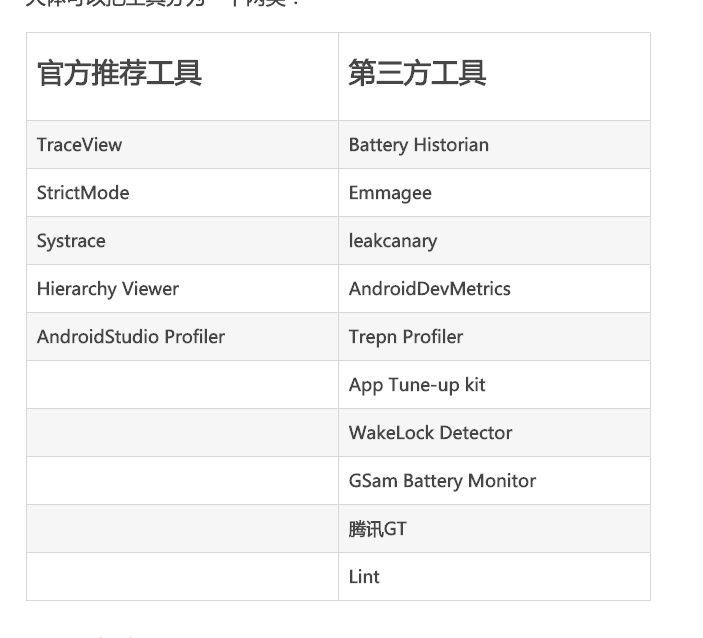 官方推荐工具 第三方工具
TraceView Battery Historian
StrictMode Emmagee
Systrace leakcanary
Hierarchy Viewer AndroidDevMetrics
AndroidStudio Profiler Trepn Profiler
App Tune-up kit
WakeLock Detector
GSam Battery Monitor
腾讯GT
Lint